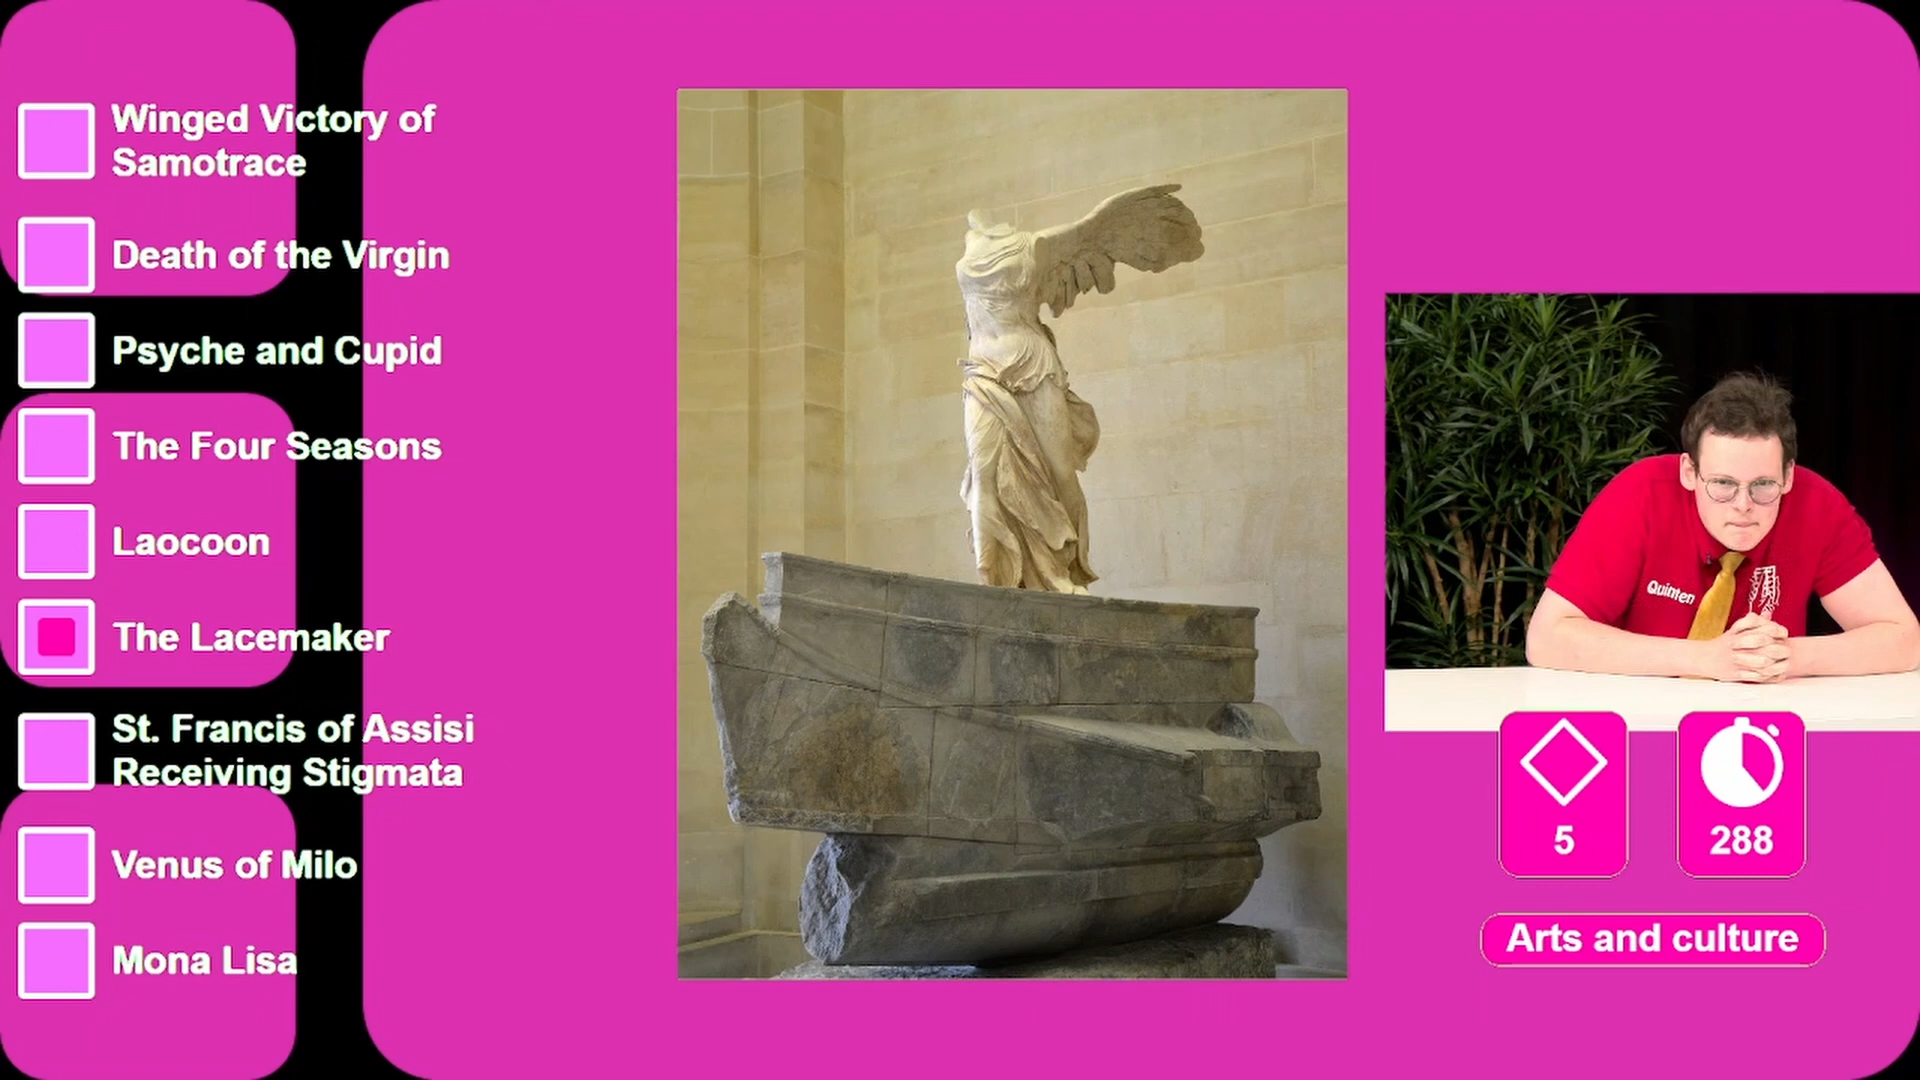 Winged Victory of
Samotrace
Death of the Virgin
Psyche and Cupid
The Four Seasons
Laocoon
The Lacemaker
St. Francis of Assisi
Receiving Stigmata
Venus of Milo
Mona Lisa
Quinten
5
288
Arts and culture